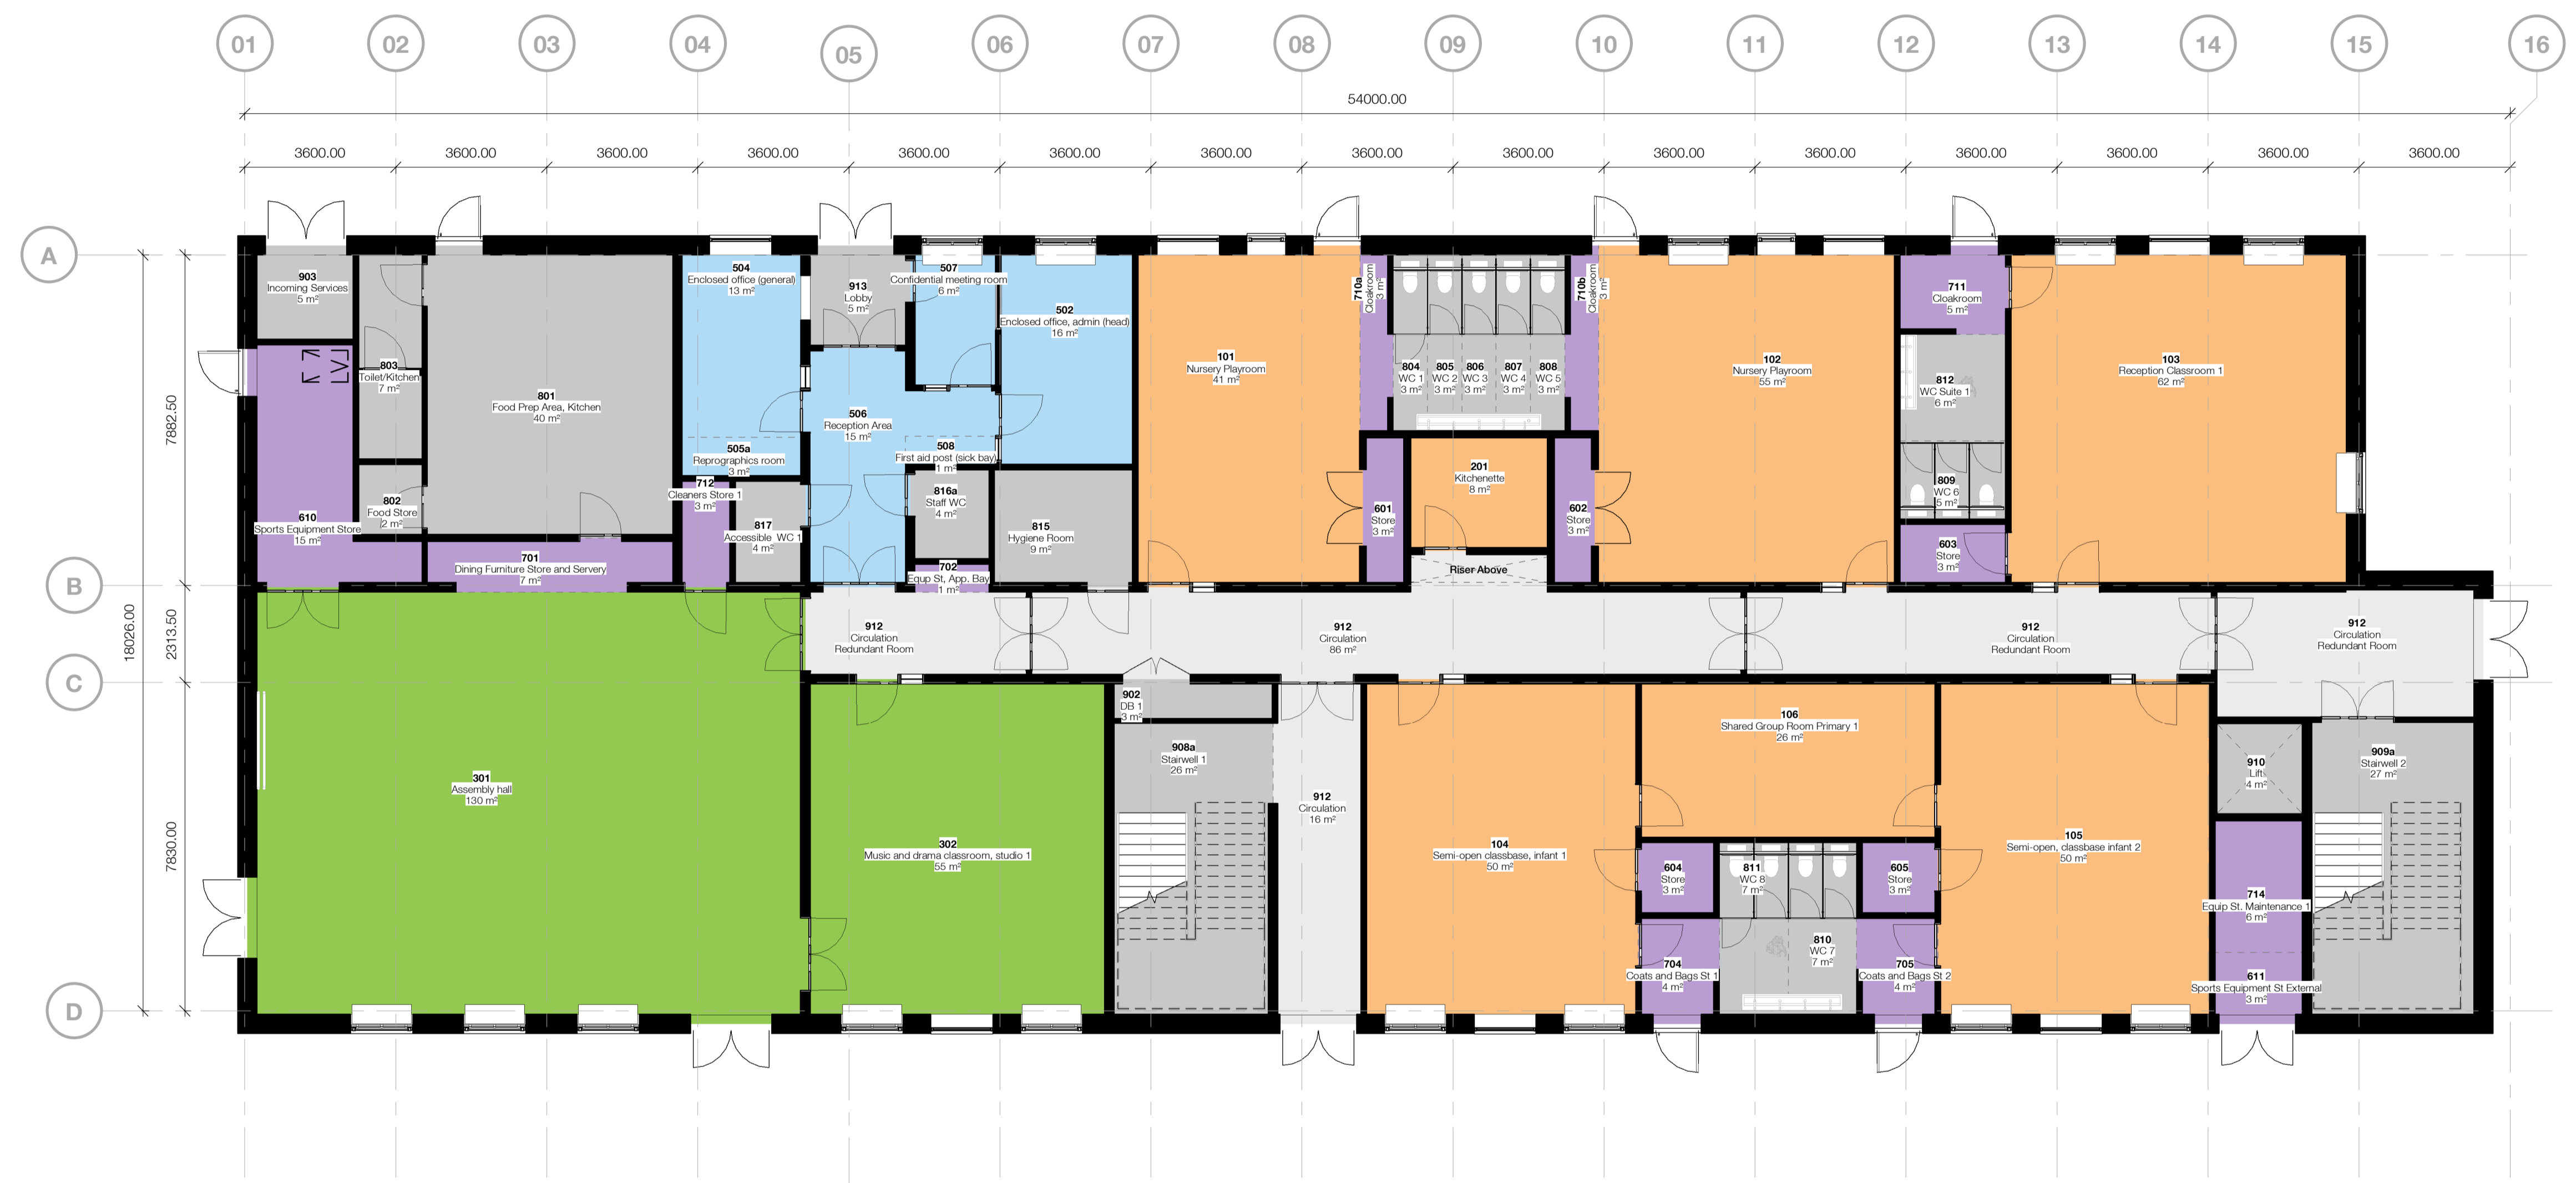 01 02 03 04 05 06 07 08 09 10 11 12 13 14 15 16
54000.00
3600.00 3600.00 3600.00 3600.00 3600.00 3600.00 3600.00 3600.00 3600.00 3600.00 3600.00 3600.00 3600.00 3600.00 3600.00
A
B
C
D
18026.00
7882.50
2313.50
7830.00
903
Incoming Services
5 m²
803
Toilet/Kitchen
7 m²
801
Food Prep Area, Kitchen
40 m²
802
Food Store
2 m²
610
Sports Equipment Store
15 m²
701
Dining Furniture Store and Servery
7 m²
504
Enclosed office (general)
13 m²
505a
Reprographics room
3 m²
712
Cleaners Store 1
3 m²
817
Accessible WC 1
4 m²
913
Lobby
5 m²
507
Confidential meeting room
6 m²
502
Enclosed office, admin (head)
16 m²
506
Reception Area
15 m²
508
First aid post (sick bay)
1 m²
816a
Staff WC
4 m²
815
Hygiene Room
9 m²
702
Equp St, App. Bay
1 m²
101
Nursery Playroom
41 m²
710a
Cloakroom
3 m²
804
WC 1
3 m²
805
WC 2
3 m²
806
WC 3
3 m²
807
WC 4
3 m²
808
WC 5
3 m²
710b
Cloakroom
3 m²
601
Store
3 m²
201
Kitchenette
8 m²
602
Store
3 m²
Riser Above
102
Nursery Playroom
55 m²
711
Cloakroom
5 m²
812
WC Suite 1
6 m²
809
WC 6
5 m²
603
Store
3 m²
103
Reception Classroom 1
62 m²
912
Circulation
Redundant Room
912
Circulation
86 m²
912
Circulation
Redundant Room
912
Circulation
Redundant Room
301
Assembly hall
130 m²
302
Music and drama classroom, studio 1
55 m²
902
DB 1
3 m²
908a
Stairwell 1
26 m²
912
Circulation
16 m²
104
Semi-open classbase, infant 1
50 m²
106
Shared Group Room Primary 1
26 m²
604
Store
3 m²
811
WC 8
7 m²
605
Store
3 m²
704
Coats and Bags St 1
4 m²
810
WC 7
7 m²
705
Coats and Bags St 2
4 m²
105
Semi-open, classbase infant 2
50 m²
910
Lift
4 m²
909a
Stairwell 2
27 m²
714
Equip St. Maintenance 1
6 m²
611
Sports Equipment St External
3 m²